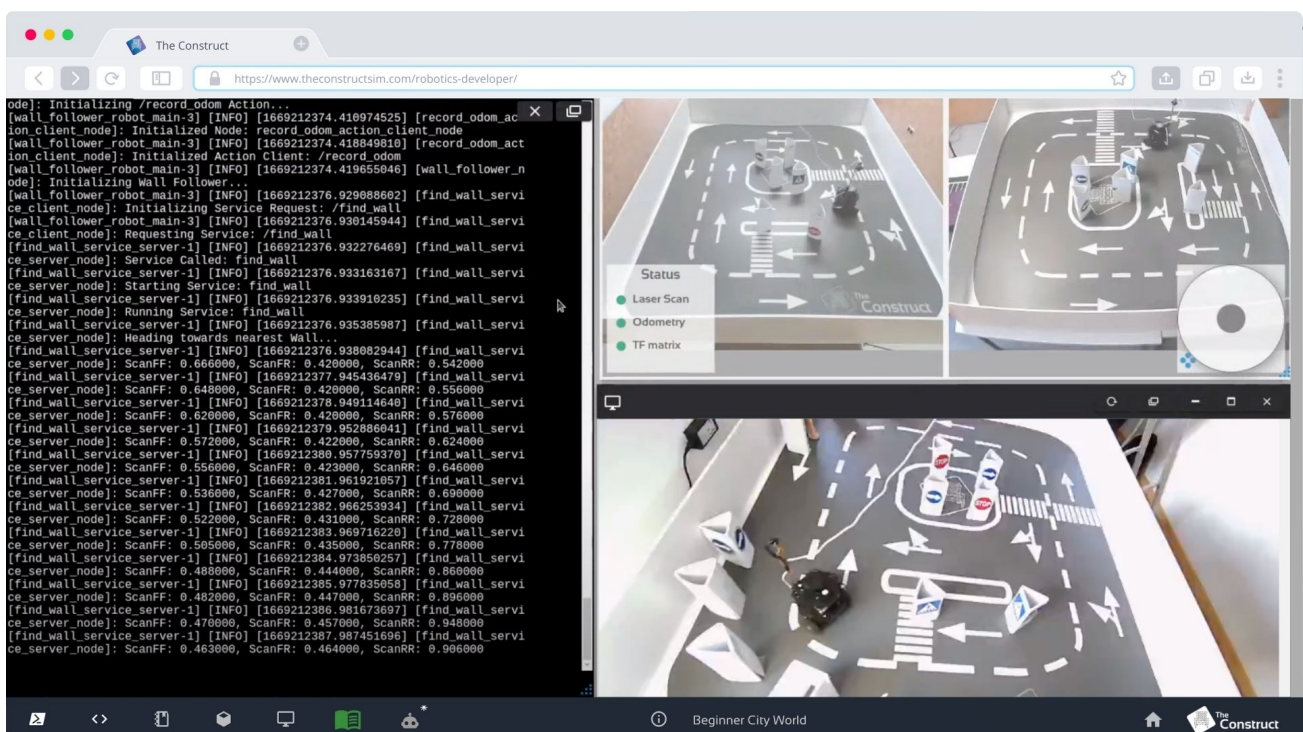 The Construct
https://www.theconstructsim.com/robotics-developer/
ode]: Initializing /record_odom Action...
[wall_follower_robot_main-3] [INFO] [1669212374.410974525] [record_odom_ac
ion_client_node]: Initialized Node: record_odom_action_client_node
[wall_follower_robot_main-3] [INFO] [1669212374.418849810] [record_odom_act
ion_client_node]: Initialized Action Client: /record_odom
[wall_follower_robot_main-3] [INFO] [1669212374.419655046] [wall_follower_n
ode]: Initializing Wall Follower...
[wall_follower_robot_main-3] [INFO] [1669212376.929088602] [find_wall_servi
ce_client_node]: Initializing Service Request: /find_wall
[wall_follower_robot_main-3] [INFO] [1669212376.930145944] [find_wall_servi
ce_client_node]: Requesting Service: /find_wall
[find_wall_service_server-1] [INFO] [1669212376.932276469] [find_wall_servi
ce_server_node]: Service Called: find_wall
[find_wall_service_server-1] [INFO] [1669212376.933163167] [find_wall_servi
ce_server_node]: Starting Service: find_wall
[find_wall_service_server-1] [INFO] [1669212376.933910235] [find_wall_servi
ce_server_node]: Running Service: find_wall
[find_wall_service_server-1] [INFO] [1669212376.935385987] [find_wall_servi
ce_server_node]: Heading towards nearest Wall...
[find_wall_service_server-1] [INFO] [1669212376.938082944] [find_wall_servi
ce_server_node]: ScanFF: 0.666000, ScanFR: 0.420000, ScanRR: 0.542000
[find_wall_service_server-1] [INFO] [1669212377.945436479] [find_wall_servi
ce_server_node]: ScanFF: 0.648000, ScanFR: 0.420000, ScanRR: 0.556000
[find_wall_service_server-1] [INFO] [1669212378.949114640] [find_wall_servi
ce_server_node]: ScanFF: 0.620000, ScanFR: 0.420000, ScanRR: 0.576000
[find_wall_service_server-1] [INFO] [1669212379.952886041] [find_wall_servi
ce_server_node]: ScanFF: 0.572000, ScanFR: 0.422000, ScanRR: 0.624000
[find_wall_service_server-1] [INFO] [1669212380.957759370] [find_wall_servi
ce_server_node]: ScanFF: 0.556000, ScanFR: 0.423000, ScanRR: 0.646000
[find_wall_service_server-1] [INFO] [1669212381.961921057] [find_wall_servi
ce_server_node]: ScanFF: 0.536000, ScanFR: 0.427000, ScanRR: 0.690000
[find_wall_service_server-1] [INFO] [1669212382.966253934] [find_wall_servi
ce_server_node]: ScanFF: 0.522000, ScanFR: 0.431000, ScanRR: 0.728000
[find_wall_service_server-1] [INFO] [1669212383.969716220] [find_wall_servi
ce_server_node]: ScanFF: 0.505000, ScanFR: 0.435000, ScanRR: 0.778000
[find_wall_service_server-1] [INFO] [1669212384.973850257] [find_wall_servi
ce_server_node]: ScanFF: 0.488000, ScanFR: 0.444000, ScanRR: 0.860000
[find_wall_service_server-1] [INFO] [1669212385.977835058] [find_wall_servi
ce_server_node]: ScanFF: 0.482000, ScanFR: 0.447000, ScanRR: 0.896000
[find_wall_service_server-1] [INFO] [1669212386.981673697] [find_wall_servi
ce_server_node]: ScanFF: 0.470000, ScanFR: 0.457000, ScanRR: 0.948000
[find_wall_service_server-1] [INFO] [1669212387.987451696] [find_wall_servi
ce_server_node]: ScanFF: 0.463000, ScanFR: 0.464000, ScanRR: 0.906000
Status
Laser Scan
Odometry
TF matrix
The Construct
STOP
STOP
Beginner City World
The Construct